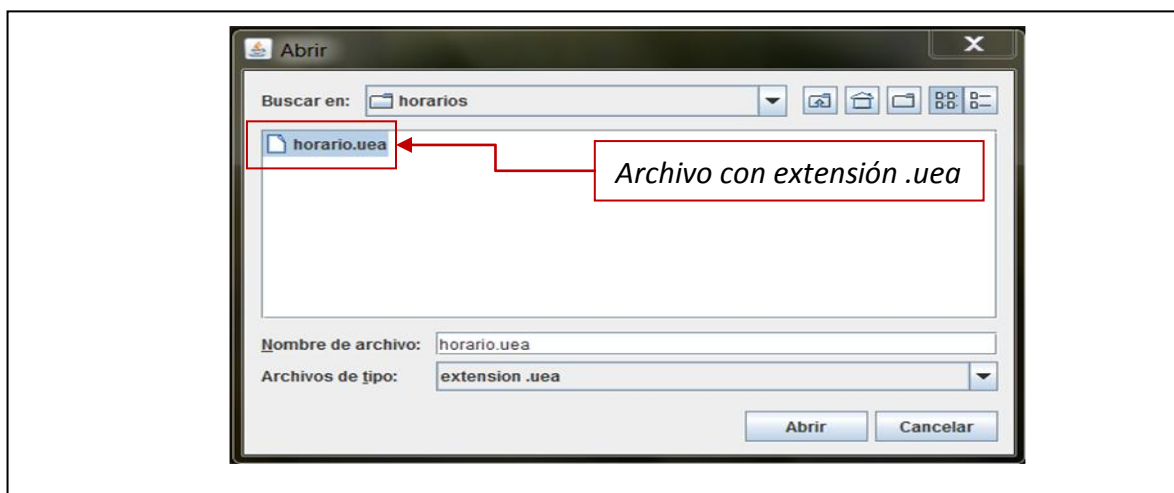 Abrir
X
Buscar en: horarios
horario.uea
Archivo con extensión .uea
Nombre de archivo: horario.uea
Archivos de tipo: extension .uea
Abrir Cancelar